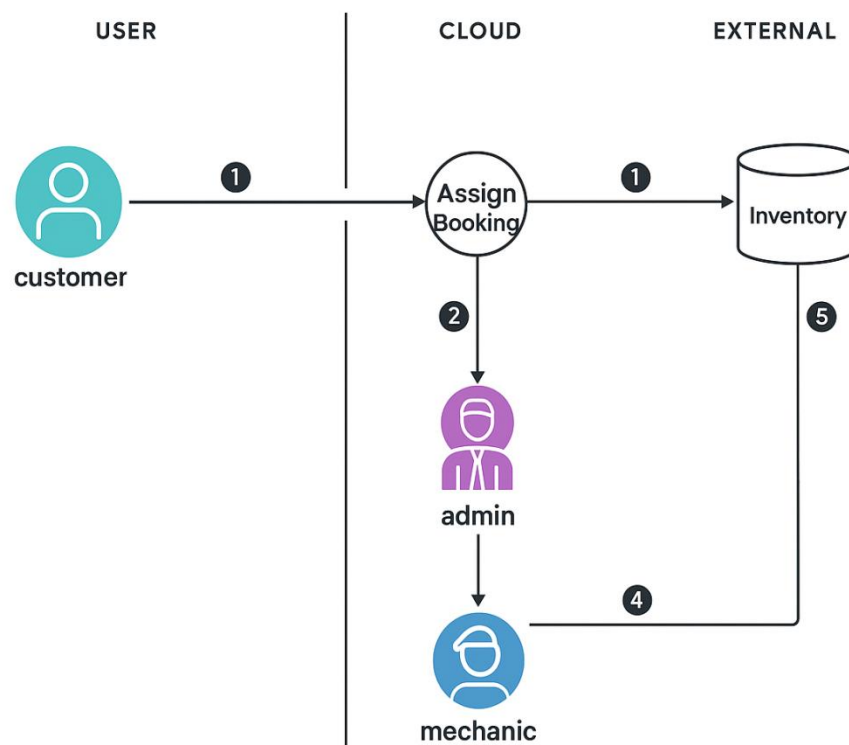 USER
CLOUD
EXTERNAL
1
1
Assign
Booking
Inventory
customer
2
5
admin
4
mechanic